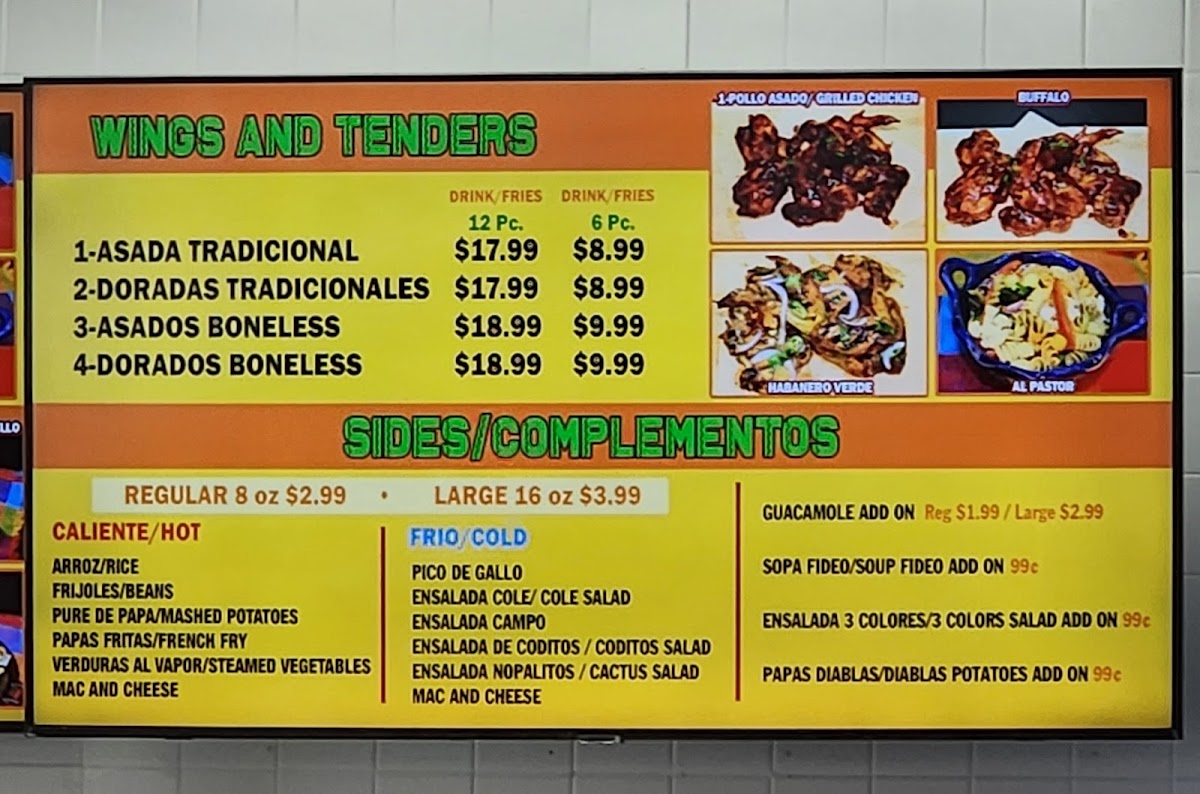 WINGS AND TENDERS
DRINK/FRIES DRINK/FRIES
12 Pc. 6 Pc.
1-ASADA TRADICIONAL $17.99 $8.99
2-DORADAS TRADICIONALES $17.99 $8.99
3-ASADOS BONELESS $18.99 $9.99
4-DORADOS BONELESS $18.99 $9.99
1-POLLO ASADO/ GRILLED CHICKEN
BUFFALO
HABANERO VERDE
AL PASTOR
SIDES/COMPLEMENTOS
REGULAR 8 oz $2.99 • LARGE 16 oz $3.99
CALIENTE/HOT
ARROZ/RICE
FRIJOLES/BEANS
PURE DE PAPA/MASHED POTATOES
PAPAS FRITAS/FRENCH FRY
VERDURAS AL VAPOR/STEAMED VEGETABLES
MAC AND CHEESE
FRIO/COLD
PICO DE GALLO
ENSALADA COLE/ COLE SALAD
ENSALADA CAMPO
ENSALADA DE CODITOS / CODITOS SALAD
ENSALADA NOPALITOS / CACTUS SALAD
MAC AND CHEESE
GUACAMOLE ADD ON Reg $1.99 / Large $2.99
SOPA FIDEO/SOUP FIDEO ADD ON 99c
ENSALADA 3 COLORES/3 COLORS SALAD ADD ON 99c
PAPAS DIABLAS/DIABLAS POTATOES ADD ON 99c